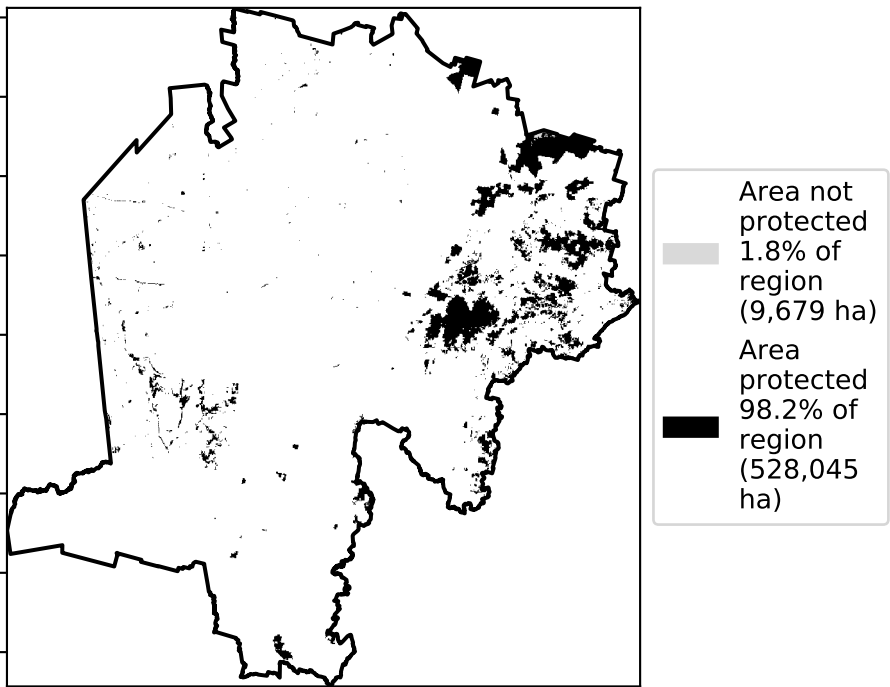 Area not
protected
1.8% of
region
(9,679 ha)
Area
protected
98.2% of
region
(528,045
ha)